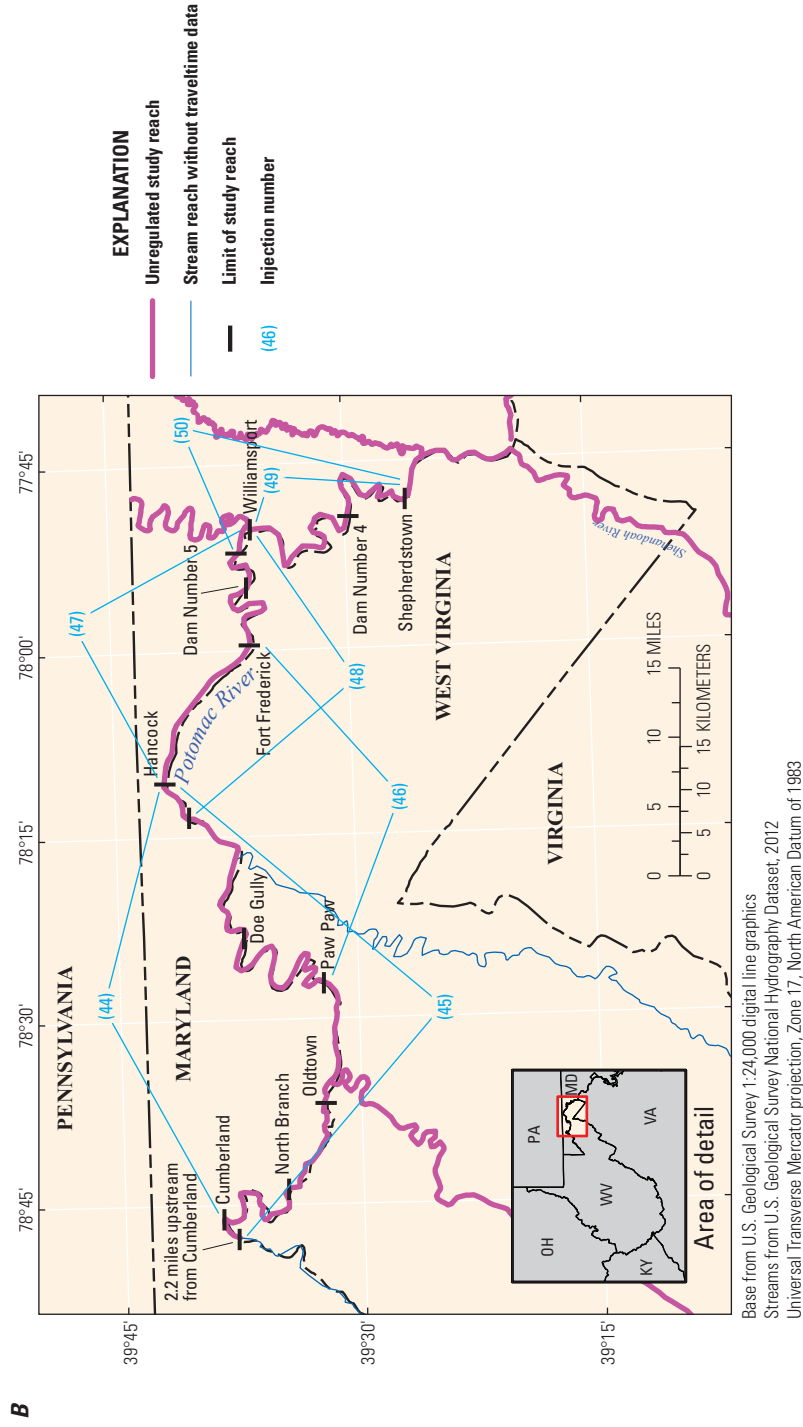 B
78°45'
78°30'
78°15'
78°00'
77°45'
39°45'
39°30'
39°15'
PENNSYLVANIA
MARYLAND
WEST VIRGINIA
VIRGINIA
(44)
(47)
(50)
(49)
(48)
(46)
(45)
2.2 miles upstream
from Cumberland
Cumberland
North Branch
Oldtown
Paw Paw
Doe Gully
Hancock
Potomac River
Fort Frederick
Dam Number 5
Williamsport
Dam Number 4
Shepherdstown
Shenandoah River
0 5 10 15 MILES
0 5 10 15 KILOMETERS
OH
PA
MD
WV
VA
KY
Area of detail
EXPLANATION
Unregulated study reach
Stream reach without traveltime data
Limit of study reach
(46) Injection number
Base from U.S. Geological Survey 1:24,000 digital line graphics
Streams from U.S. Geological Survey National Hydrography Dataset, 2012
Universal Transverse Mercator projection, Zone 17, North American Datum of 1983